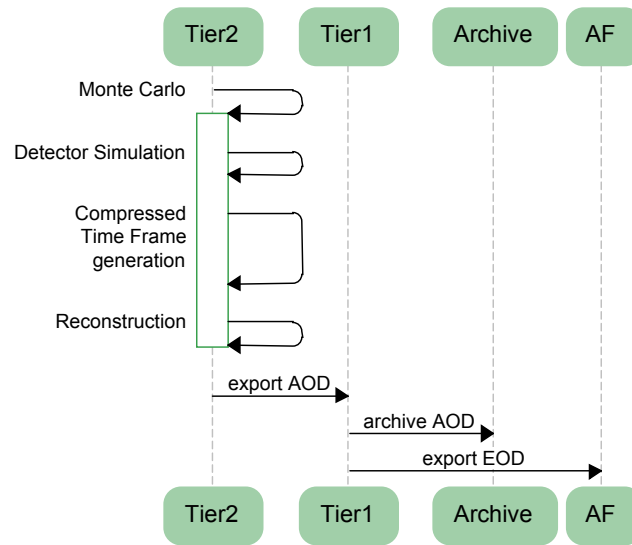 Tier2
Tier1
Archive
AF
Monte Carlo
Detector Simulation
Compressed
Time Frame
generation
Reconstruction
export AOD
archive AOD
export EOD
Tier2
Tier1
Archive
AF